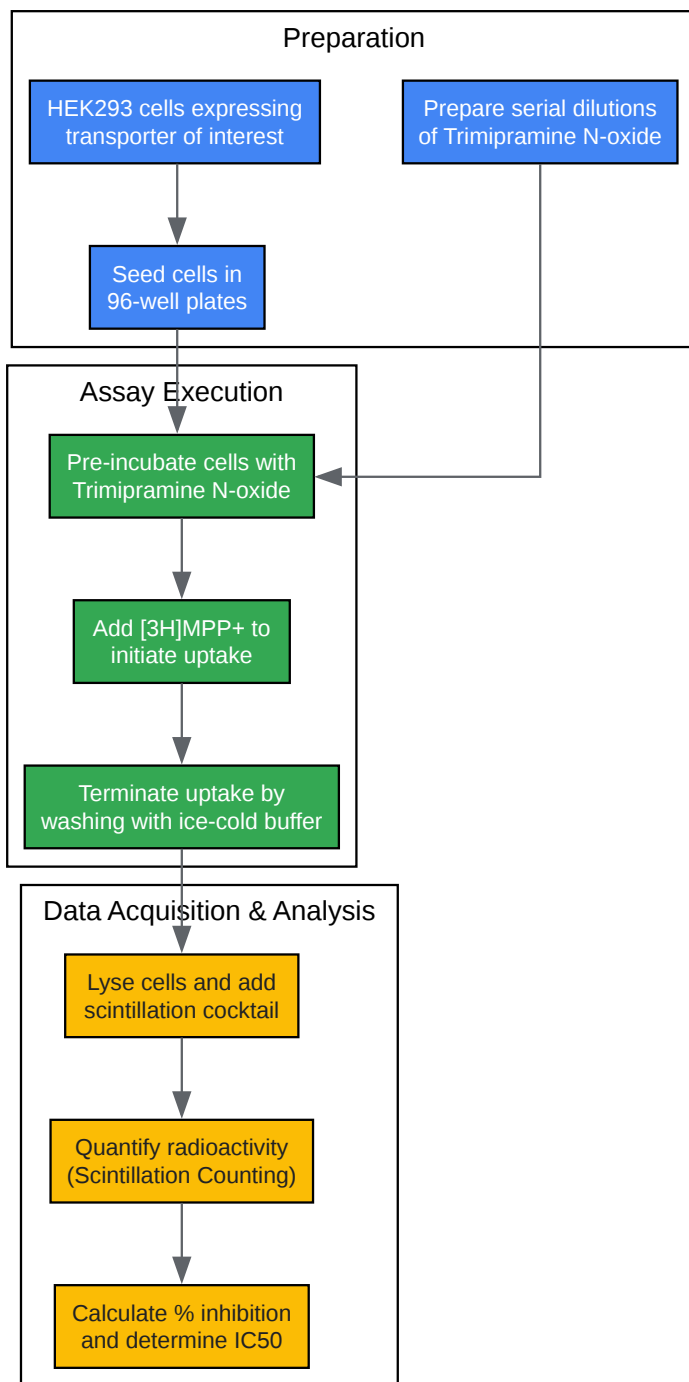 Preparation
HEK293 cells expressing
transporter of interest
Prepare serial dilutions
of Trimipramine N-oxide
Seed cells in
96-well plates
Assay Execution
Pre-incubate cells with
Trimipramine N-oxide
Add [3H]MPP+ to
initiate uptake
Terminate uptake by
washing with ice-cold buffer
Data Acquisition & Analysis
Lyse cells and add
scintillation cocktail
Quantify radioactivity
(Scintillation Counting)
Calculate % inhibition
and determine IC50